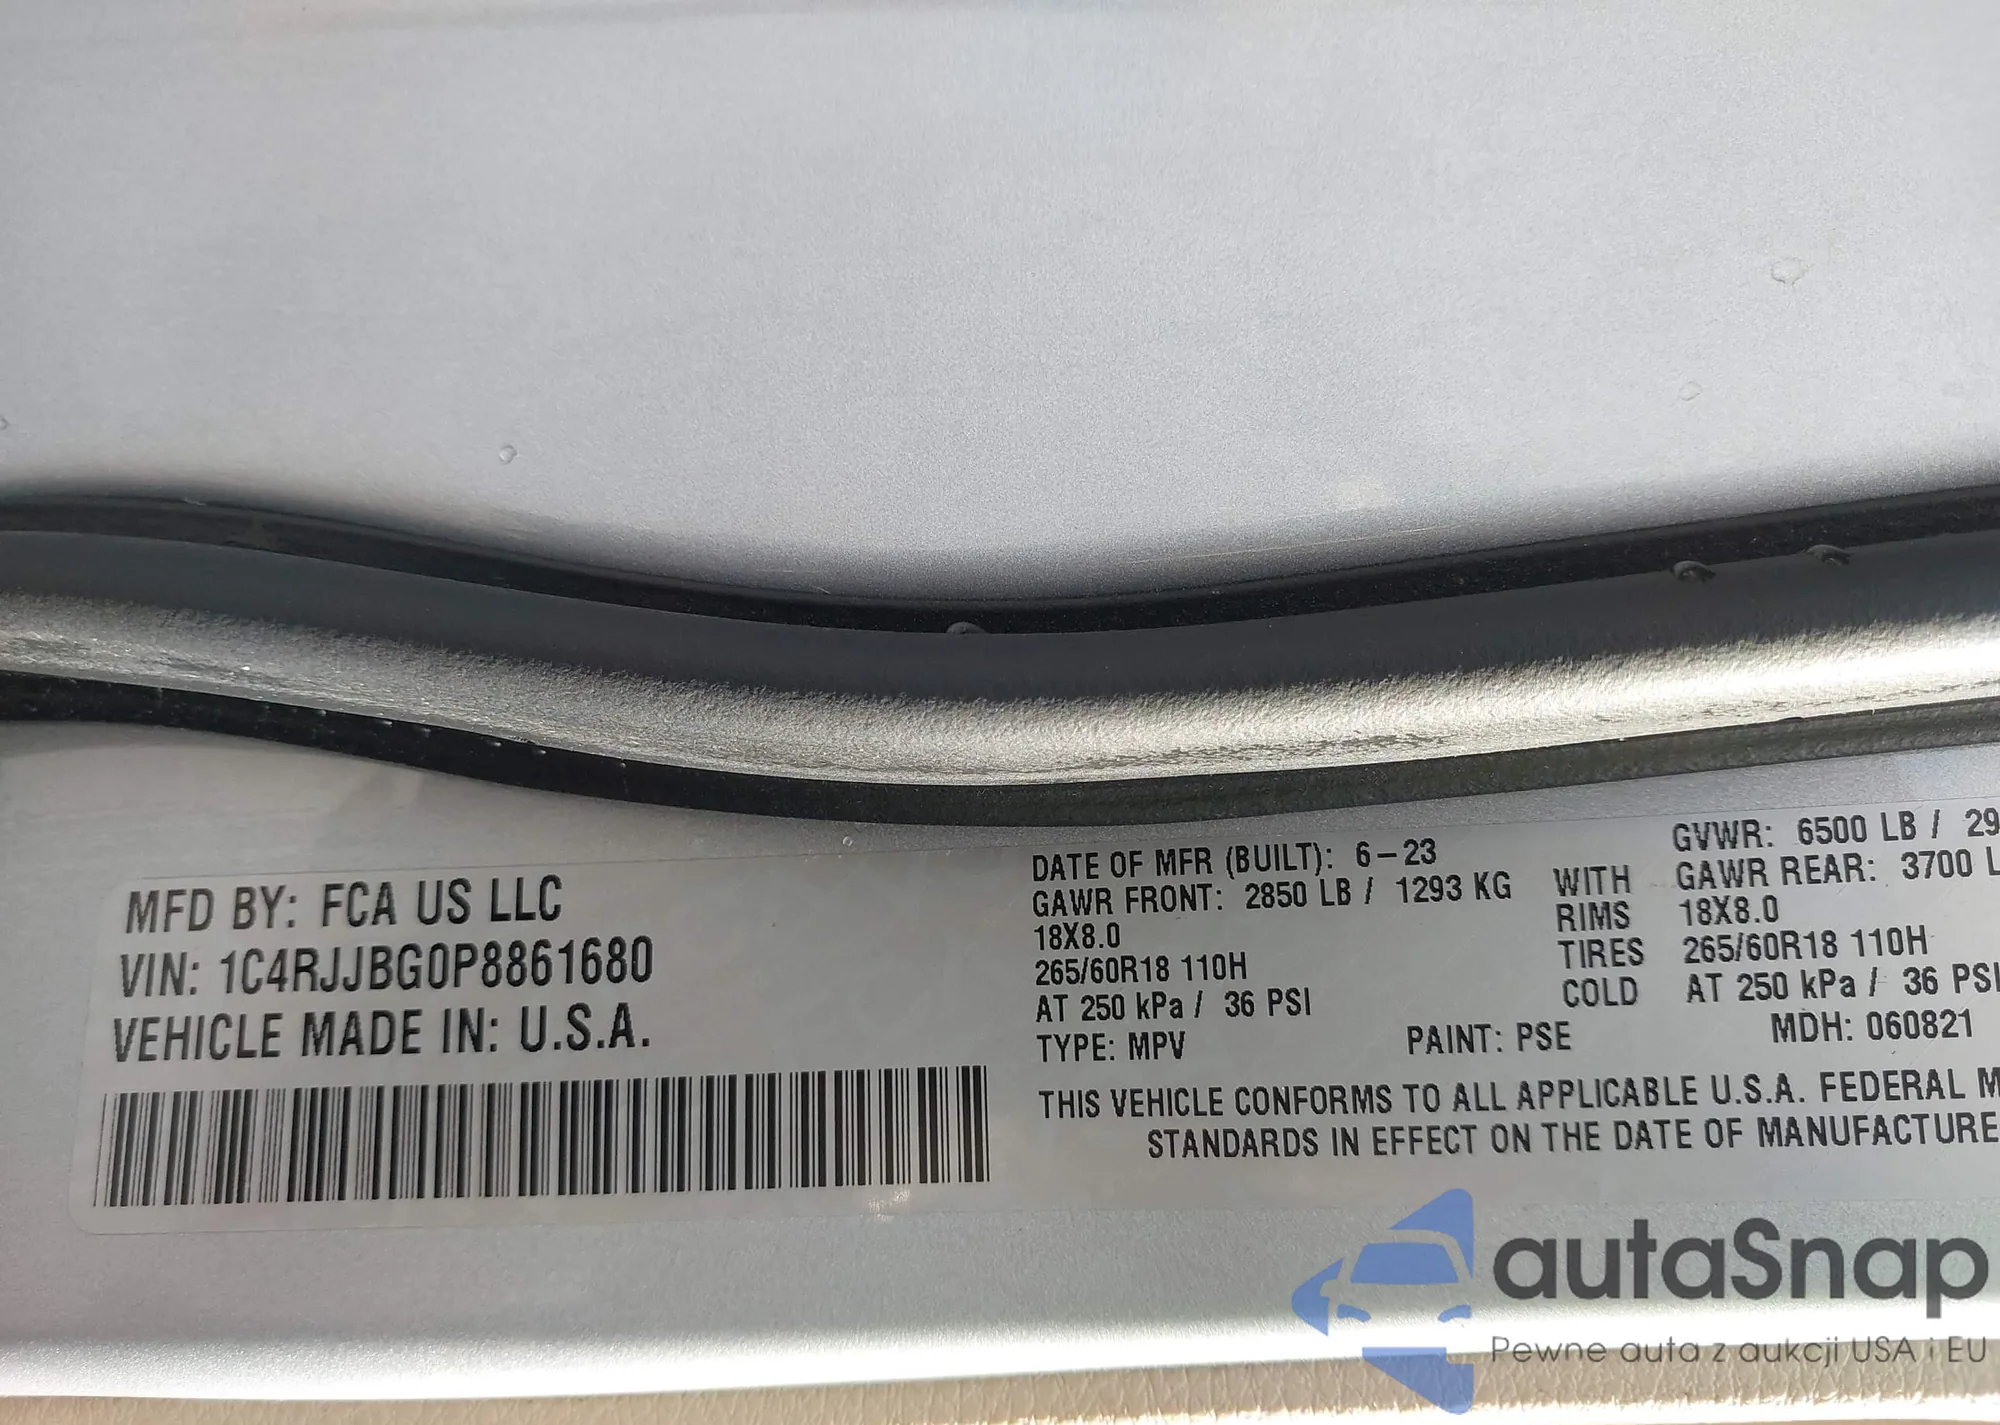 MFD BY: FCA US LLC
VIN: 1C4RJJBG0P8861680
VEHICLE MADE IN: U.S.A.
DATE OF MFR (BUILT): 6-23 GVWR: 6500 LB / 29
GAWR FRONT: 2850 LB / 1293 KG WITH GAWR REAR: 3700 L
18X8.0 RIMS 18X8.0
265/60R18 110H TIRES 265/60R18 110H
AT 250 kPa / 36 PSI COLD AT 250 kPa / 36 PSI
TYPE: MPV PAINT: PSE MDH: 060821
THIS VEHICLE CONFORMS TO ALL APPLICABLE U.S.A. FEDERAL M
STANDARDS IN EFFECT ON THE DATE OF MANUFACTURE
autaSnap
Pewne auta z aukcji USA i EU